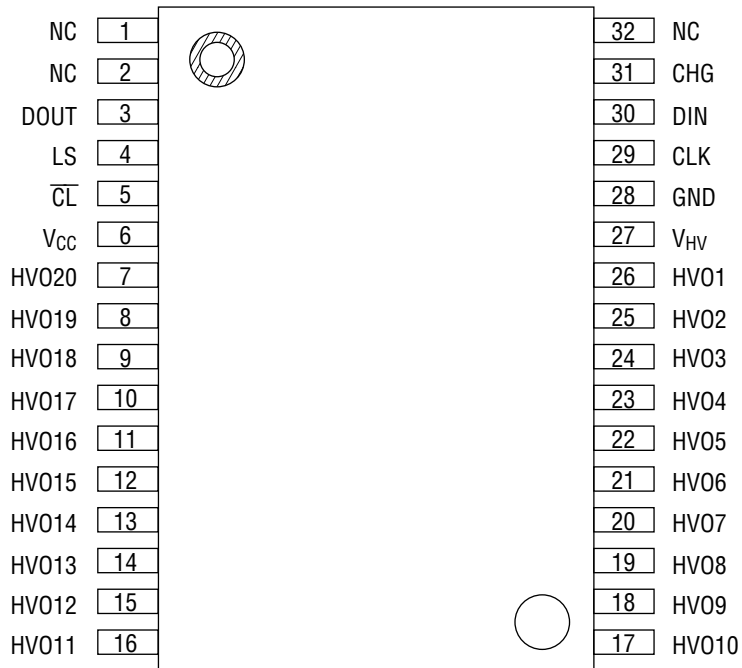 NC 1 32 NC
NC 2 31 CHG
DOUT 3 30 DIN
LS 4 29 CLK
C̅L̅ 5 28 GND
VCC 6 27 VHV
HVO20 7 26 HVO1
HVO19 8 25 HVO2
HVO18 9 24 HVO3
HVO17 10 23 HVO4
HVO16 11 22 HVO5
HVO15 12 21 HVO6
HVO14 13 20 HVO7
HVO13 14 19 HVO8
HVO12 15 18 HVO9
HVO11 16 17 HVO10